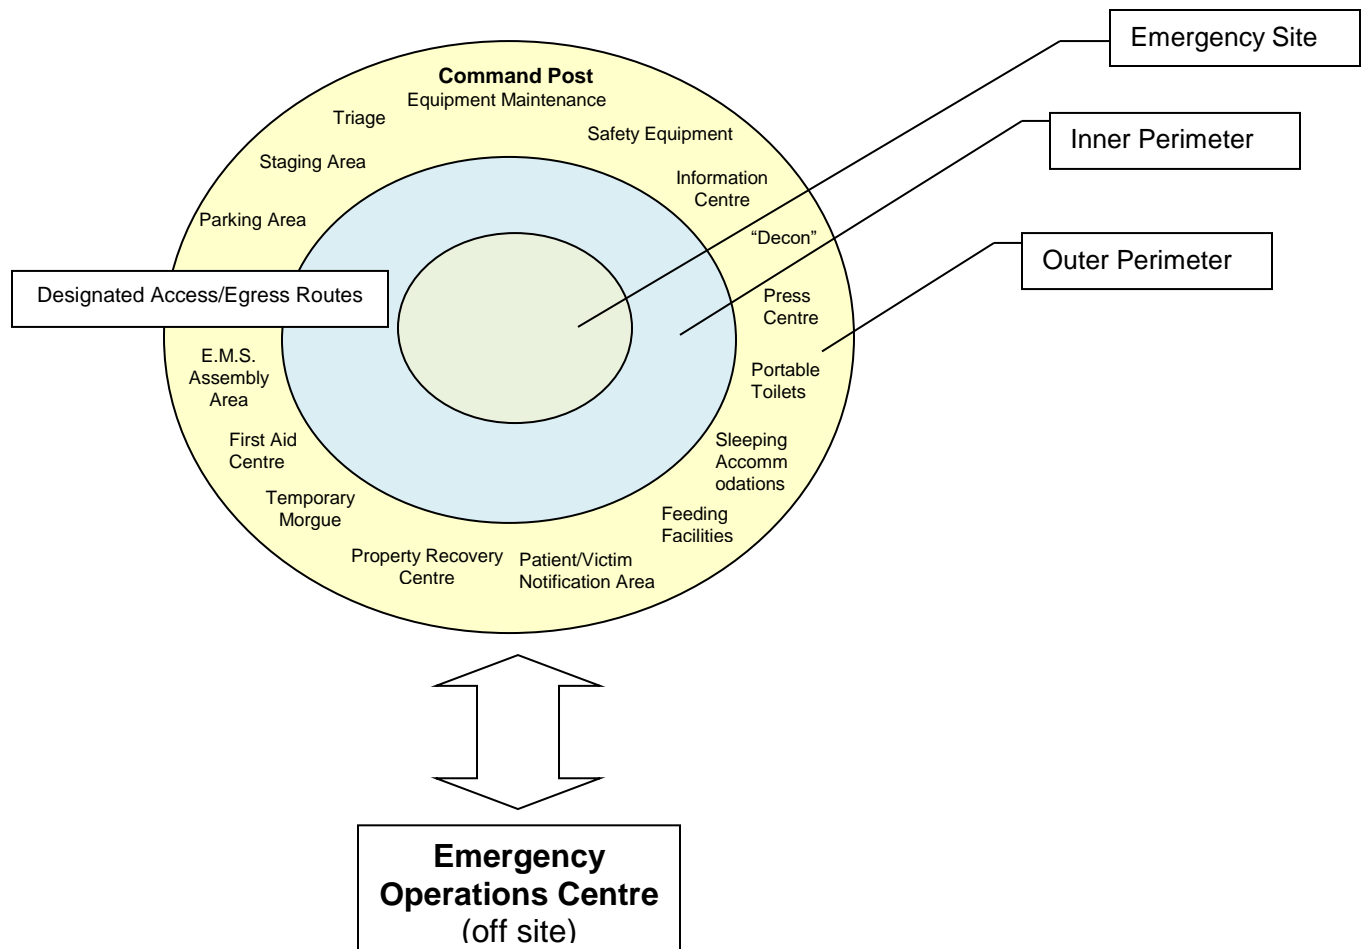 Emergency Site
Command Post
Equipment Maintenance
Triage
Safety Equipment
Inner Perimeter
Staging Area
Information
Centre
Parking Area
“Decon”
Outer Perimeter
Designated Access/Egress Routes
Press
Centre
E.M.S.
Assembly
Area
Portable
Toilets
First Aid
Centre
Sleeping
Accomm
odations
Temporary
Morgue
Feeding
Facilities
Property Recovery
Centre
Patient/Victim
Notification Area
Emergency
Operations Centre
(off site)